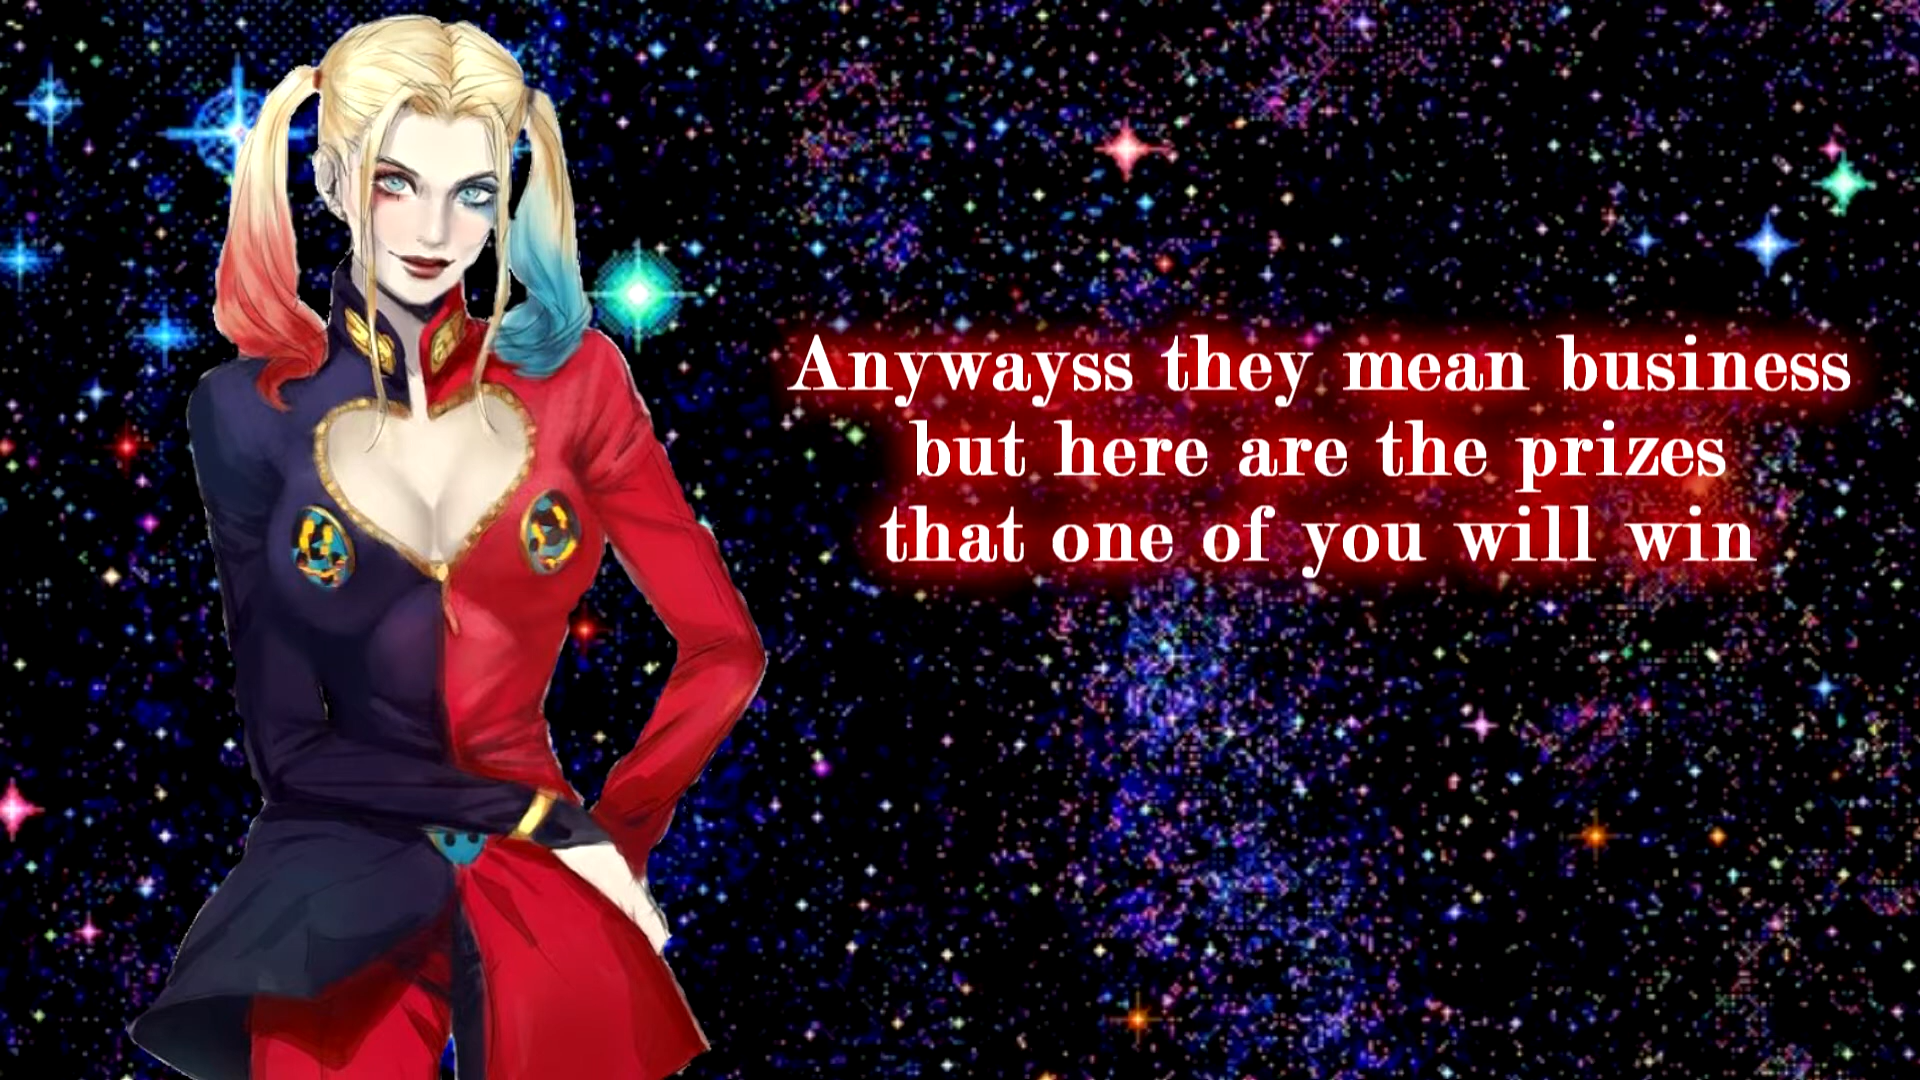 Anywayss they mean business
but here are the prizes
that one of you will win